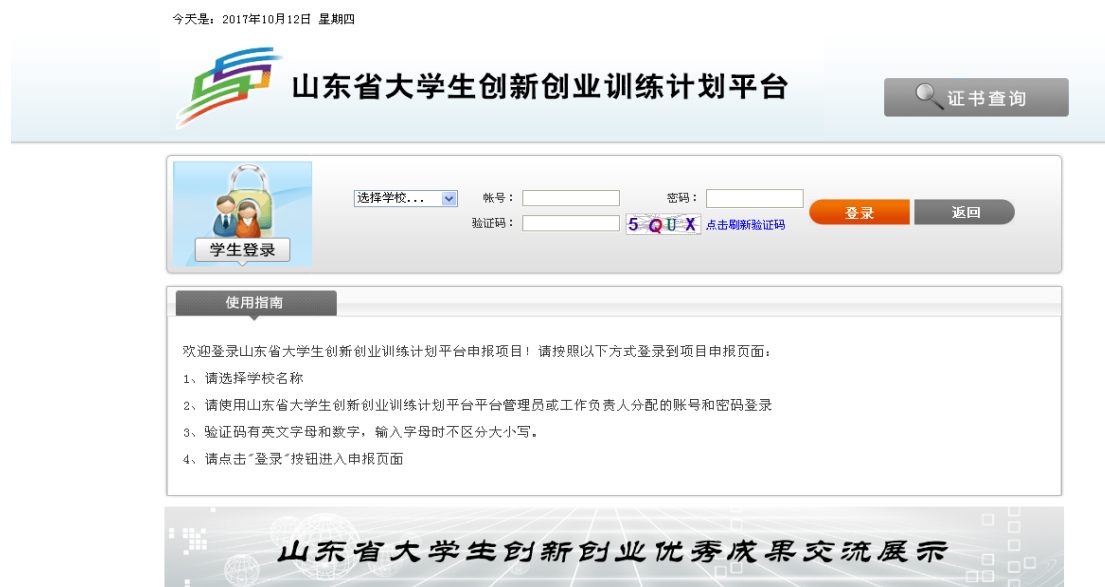 今天是：2017年10月12日 星期四
山东省大学生创新创业训练计划平台
证书查询
选择学校... 帐号： 密码： 登录 返回
验证码： 5 Q U X 点击刷新验证码
学生登录
使用指南
欢迎登录山东省大学生创新创业训练计划平台申报项目！请按照以下方式登录到项目申报页面：
1、请选择学校名称
2、请使用山东省大学生创新创业训练计划平台平台管理员或工作负责人分配的账号和密码登录
3、验证码有英文字母和数字，输入字母时不区分大小写。
4、请点击"登录"按钮进入申报页面
山东省大学生创新创业优秀成果交流展示